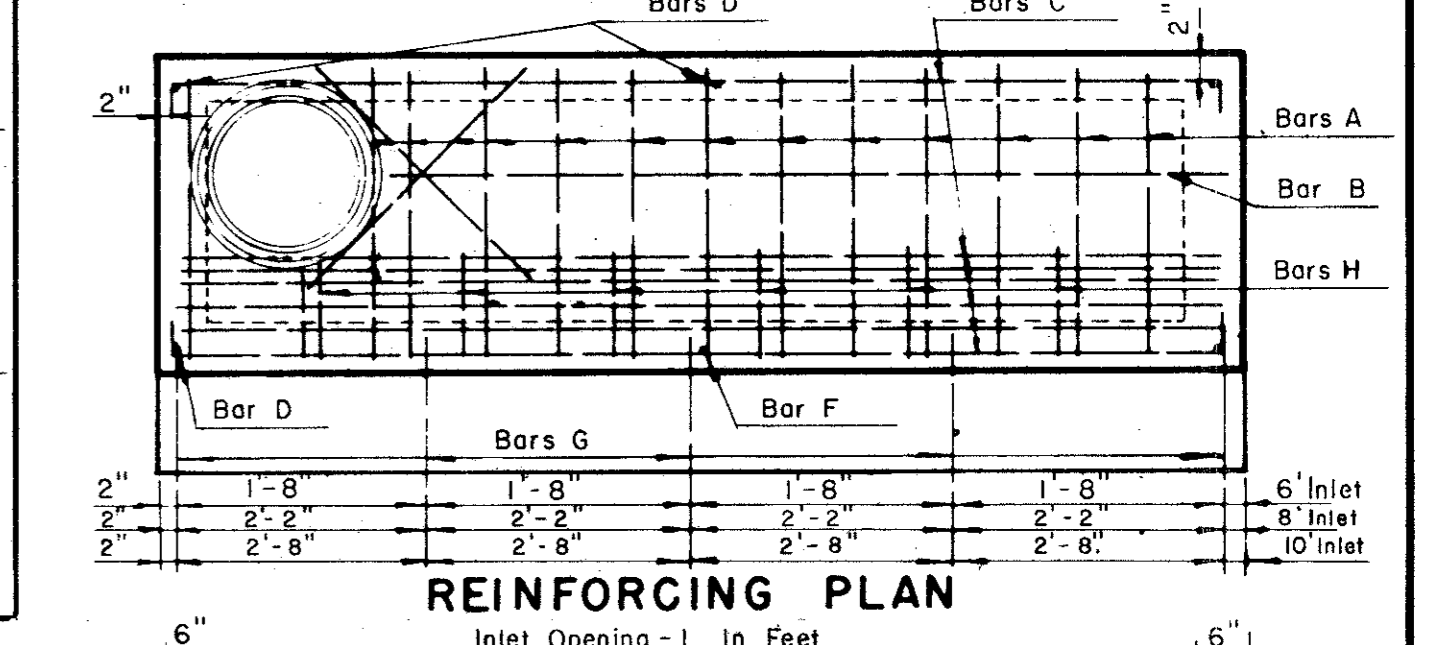 Bars D
Bars C
2"
2"
Bars A
Bar B
Bars H
Bar D
Bar F
Bars G
2" 1'-8" 1'-8" 1'-8" 1'-8" 6' Inlet
2" 2'-2" 2'-2" 2'-2" 2'-2" 8' Inlet
2" 2'-8" 2'-8" 2'-8" 2'-8" 10' Inlet
REINFORCING PLAN
6" Inlet Opening - L In Feet 6"